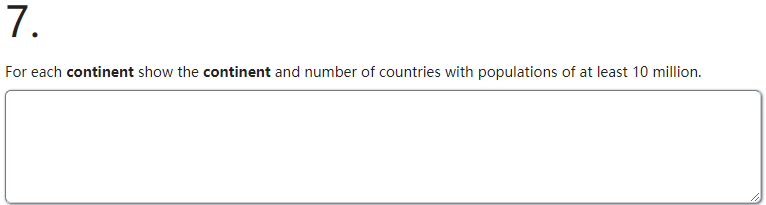 7.
For each continent show the continent and number of countries with populations of at least 10 million.